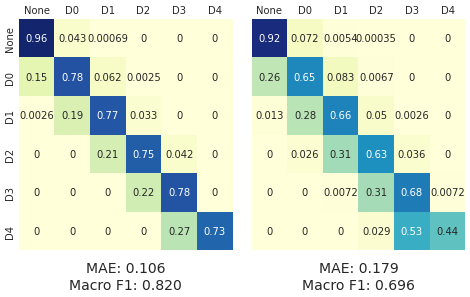 None D0 D1 D2 D3 D4 None D0 D1 D2 D3 D4
None 0.96 0.043 0.00069 0 0 0 0.92 0.072 0.0054 0.00035 0 0
D0 0.15 0.78 0.062 0.0025 0 0 0.26 0.65 0.083 0.0067 0 0
D1 0.0026 0.19 0.77 0.033 0 0 0.013 0.28 0.66 0.05 0.0026 0
D2 0 0 0.21 0.75 0.042 0 0 0.026 0.31 0.63 0.036 0
D3 0 0 0 0.22 0.78 0 0 0 0.0072 0.31 0.68 0.0072
D4 0 0 0 0 0.27 0.73 0 0 0 0.029 0.53 0.44
MAE: 0.106 MAE: 0.179
Macro F1: 0.820 Macro F1: 0.696